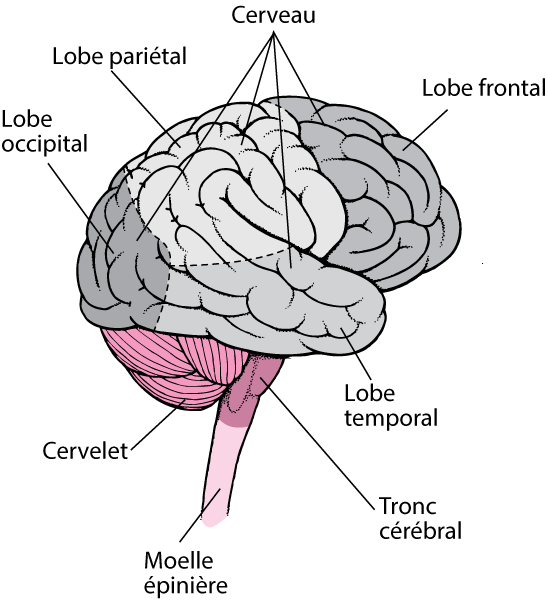 Cerveau
Lobe pariétal
Lobe frontal
Lobe
occipital
Lobe
temporal
Cervelet
Tronc
cérébral
Moelle
épinière